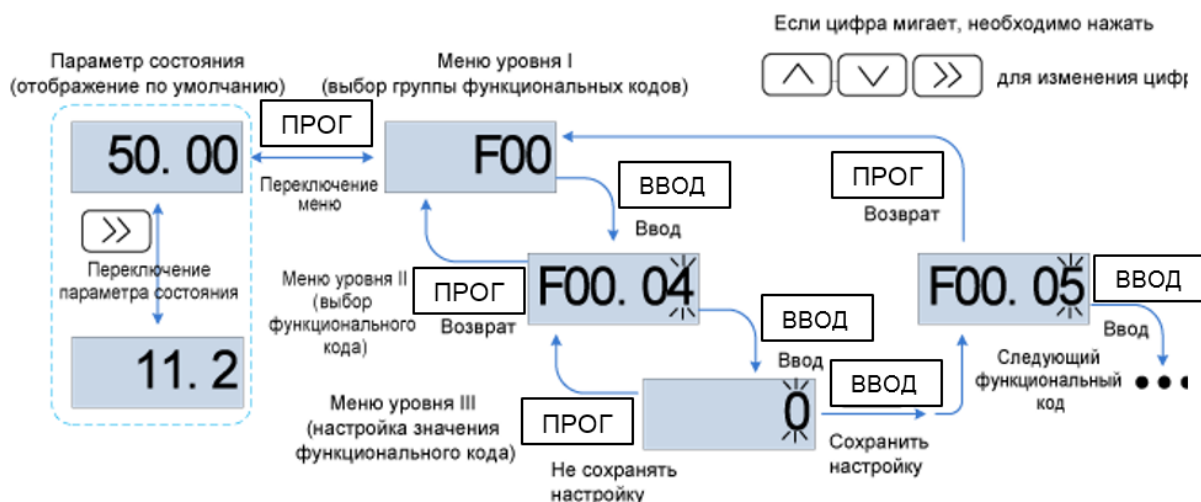 Если цифра мигает, необходимо нажать
для изменения цифр
Параметр состояния
(отображение по умолчанию)
Меню уровня I
(выбор группы функциональных кодов)
50. 00
ПРОГ
Переключение
меню
F00
ВВОД
Ввод
ПРОГ
Возврат
Переключение
параметра состояния
11. 2
Меню уровня II
(выбор
функционального
кода)
ПРОГ
Возврат
F00. 04
ВВОД
Ввод
F00. 05
ВВОД
Ввод
Следующий
функциональный
код
Меню уровня III
(настройка значения
функционального кода)
ПРОГ
Не сохранять
настройку
0
ВВОД
Сохранить
настройку